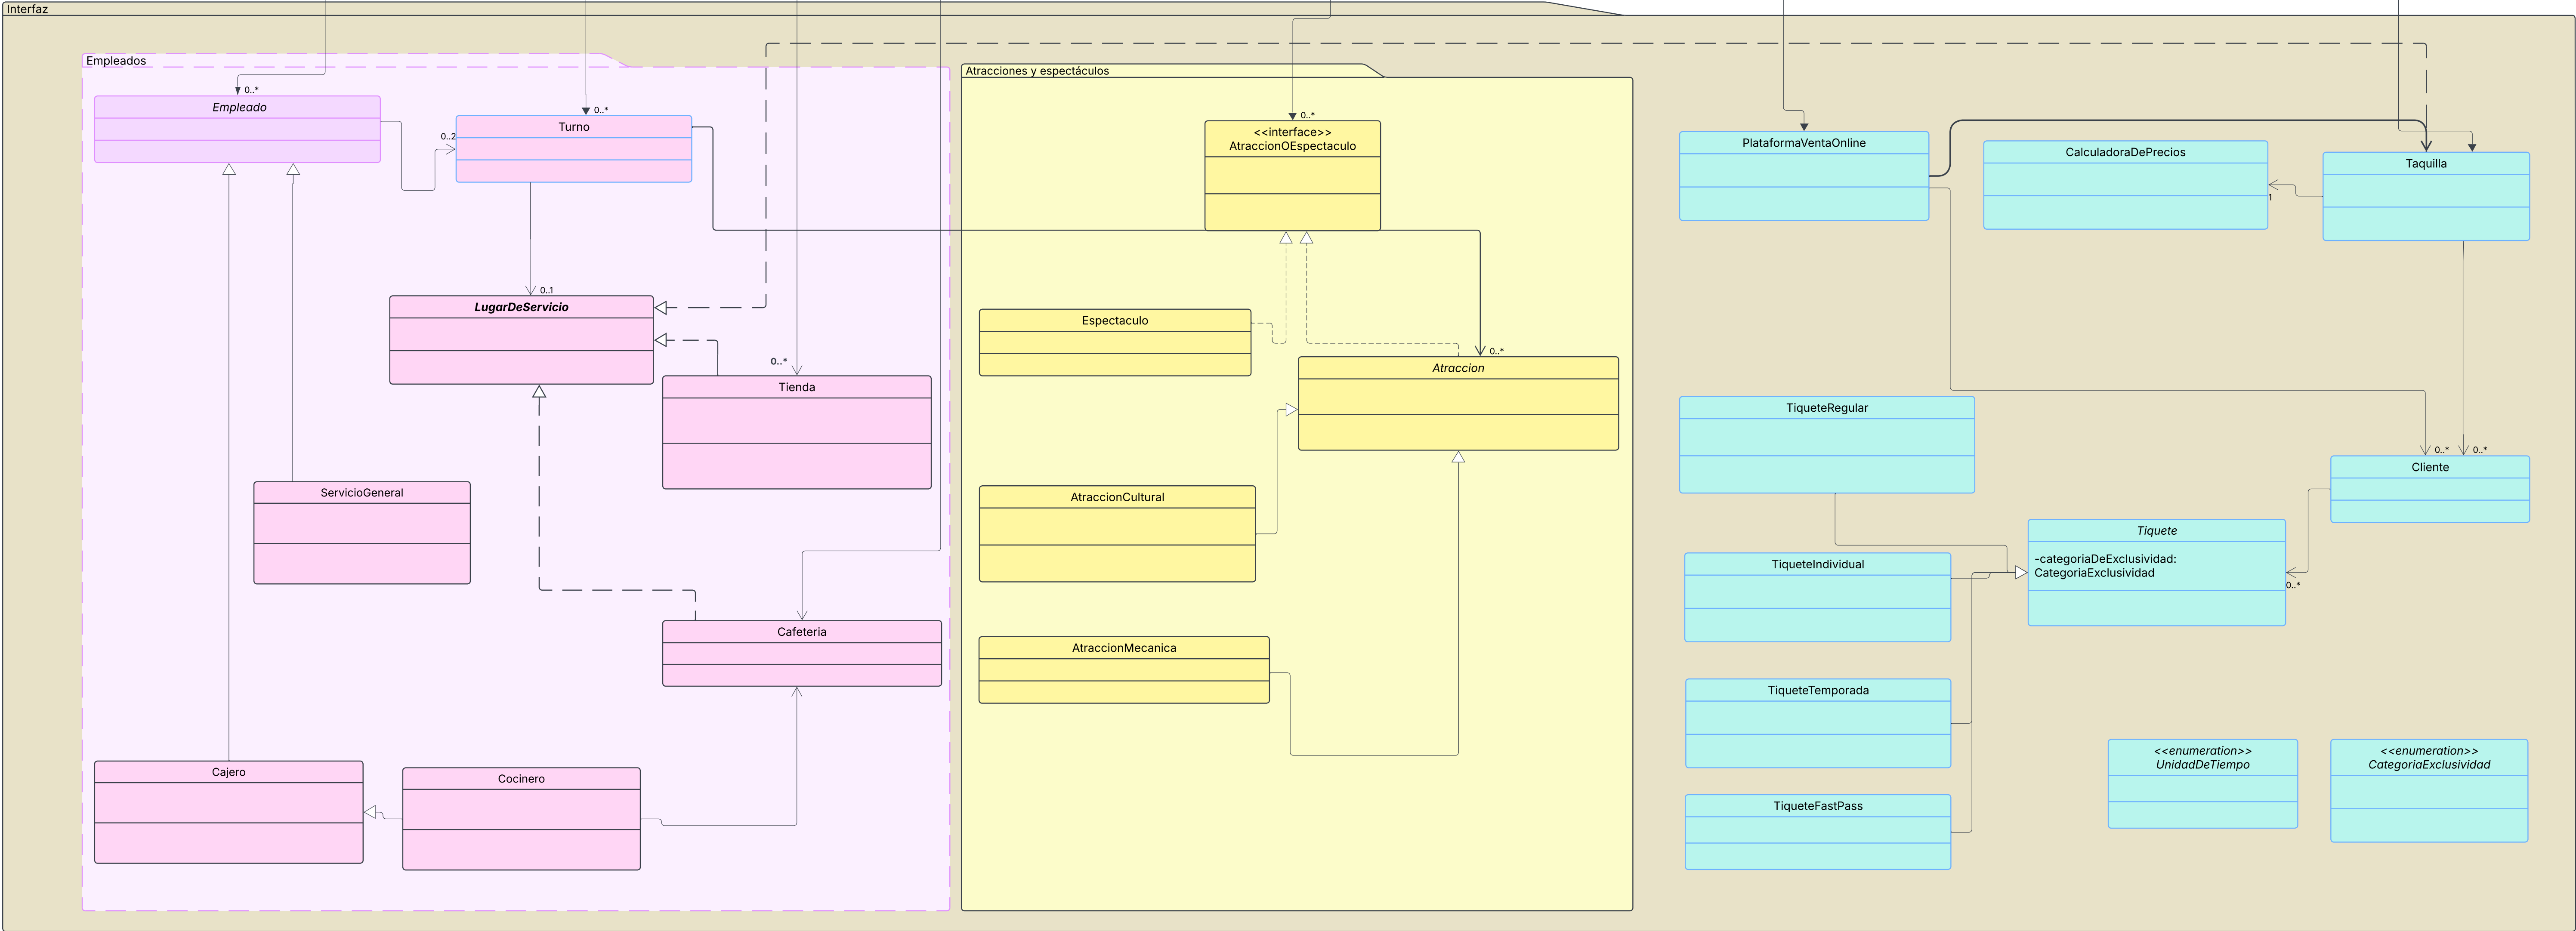 Interfaz
Empleados
0..*
Empleado
0..2
0..*
Turno
0..1
LugarDeServicio
0..*
Tienda
ServicioGeneral
Cafeteria
Cajero
Cocinero
Atracciones y espectáculos
0..*
<<interface>>
AtraccionOEspectaculo
Espectaculo
0..*
Atraccion
AtraccionCultural
AtraccionMecanica
PlataformaVentaOnline
CalculadoraDePrecios
1
Taquilla
TiqueteRegular
0..*
0..*
Cliente
Tiquete
-categoriaDeExclusividad:
CategoriaExclusividad
0..*
TiqueteIndividual
TiqueteTemporada
TiqueteFastPass
<<enumeration>>
UnidadDeTiempo
<<enumeration>>
CategoriaExclusividad